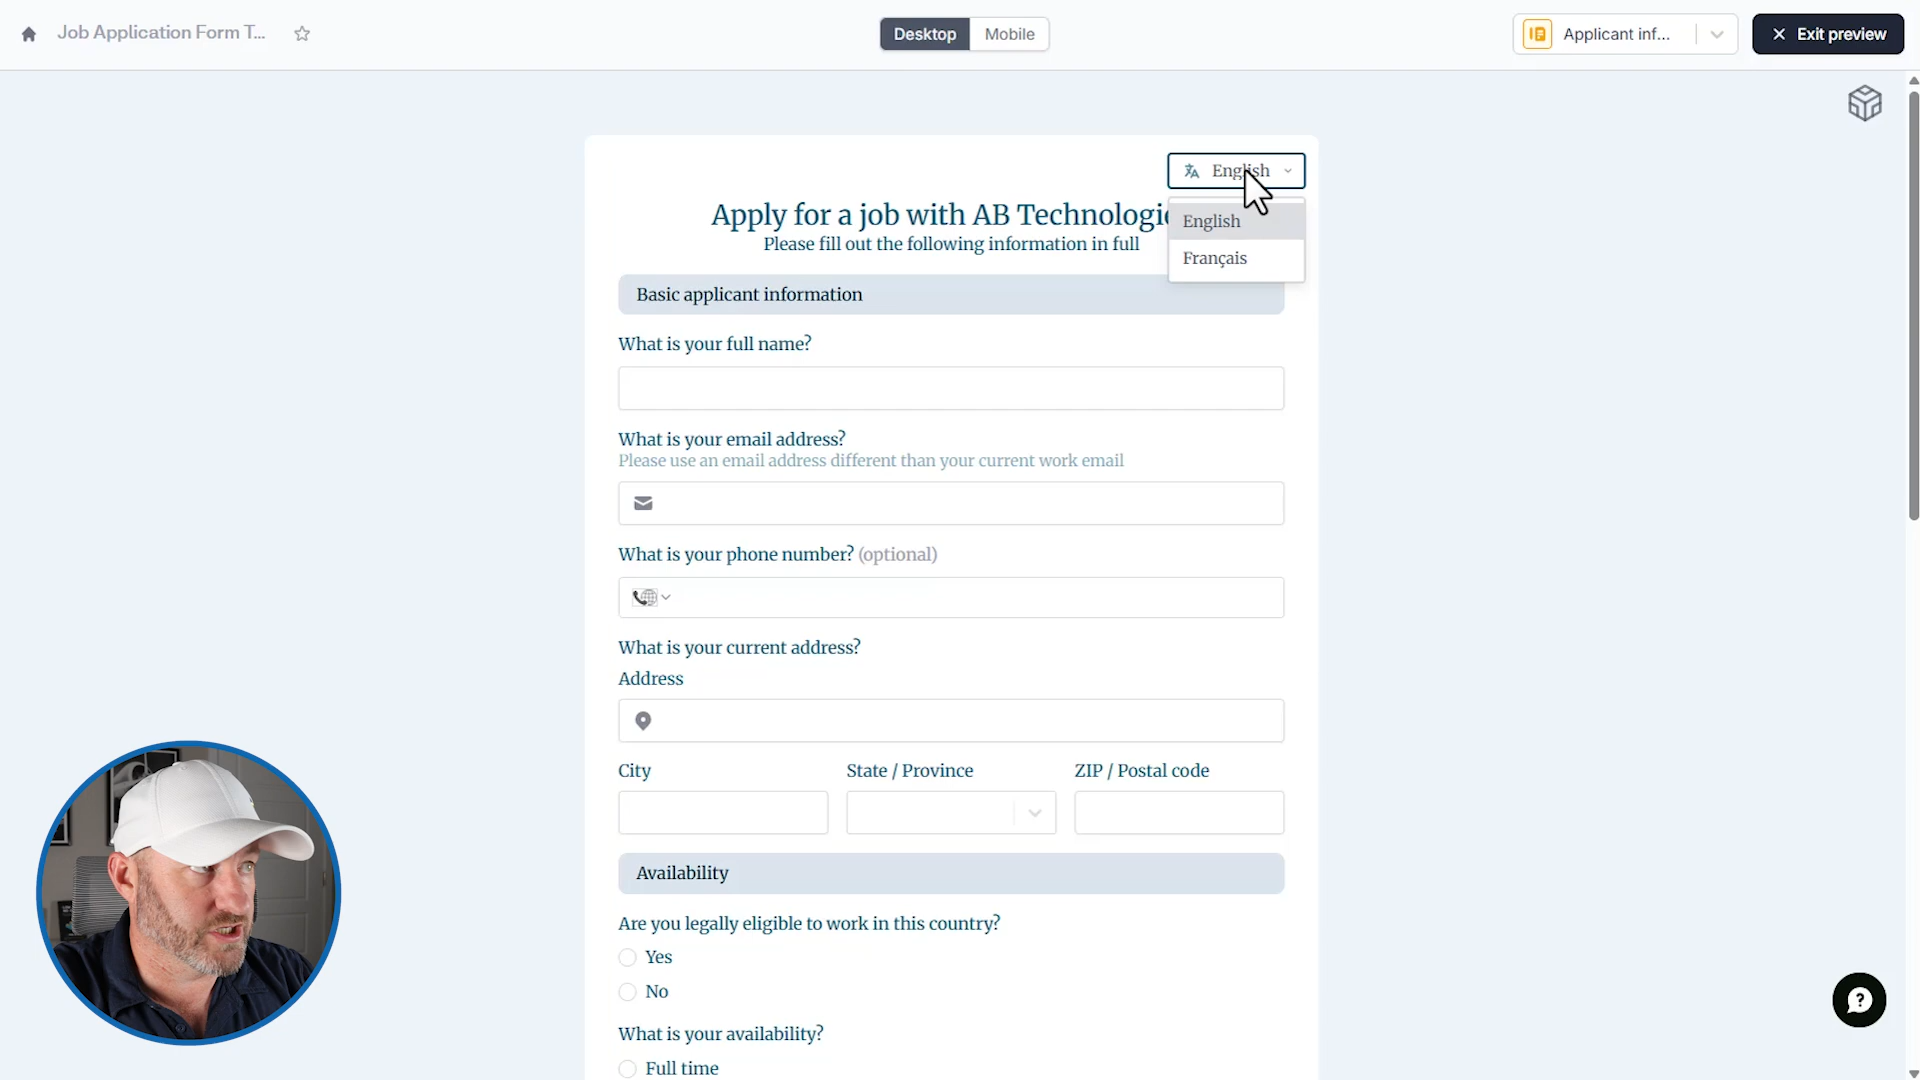 Job Application Form T...
Desktop
Mobile
Applicant inf...
Exit preview
English
English
Français
Apply for a job with AB Technologi
Please fill out the following information in full
Basic applicant information
What is your full name?
What is your email address?
Please use an email address different than your current work email
What is your phone number? (optional)
What is your current address?
Address
City
State / Province
ZIP / Postal code
Availability
Are you legally eligible to work in this country?
Yes
No
What is your availability?
Full time